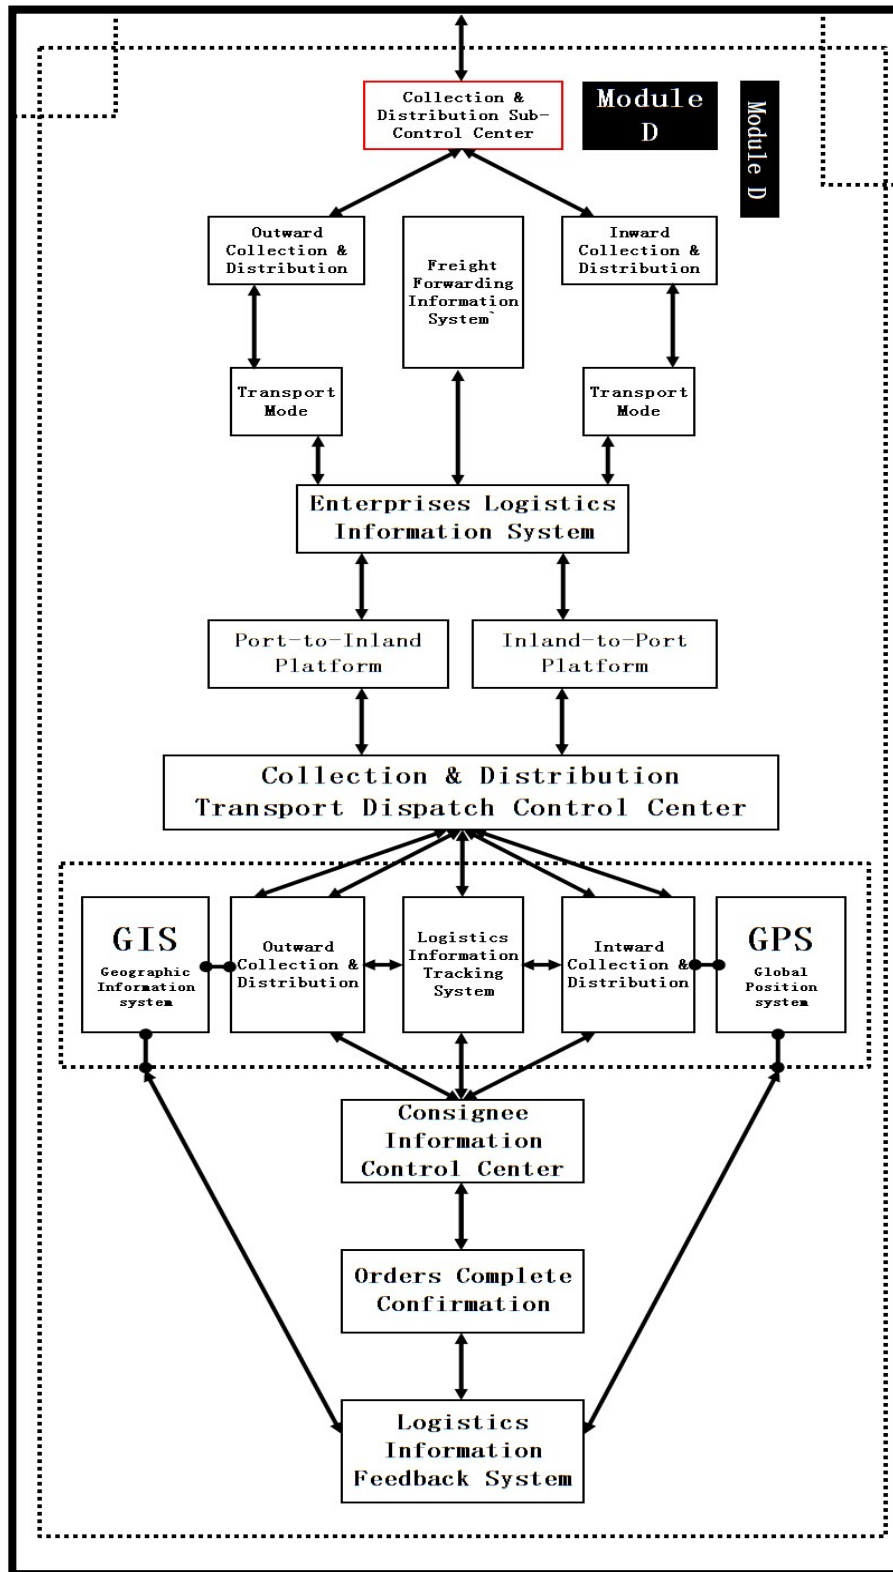 Collection &
Distribution Sub-
Control Center
Module
D
Module D
Outward
Collection &
Distribution
Freight
Forwarding
Information
System`
Inward
Collection &
Distribution
Transport
Mode
Transport
Mode
Enterprises Logistics
Information System
Port-to-Inland
Platform
Inland-to-Port
Platform
Collection & Distribution
Transport Dispatch Control Center
GIS
Geographic
Information
system
Outward
Collection &
Distribution
Logistics
Information
Tracking
System
Intward
Collection &
Distribution
GPS
Global
Position
system
Consignee
Information
Control Center
Orders Complete
Confirmation
Logistics
Information
Feedback System